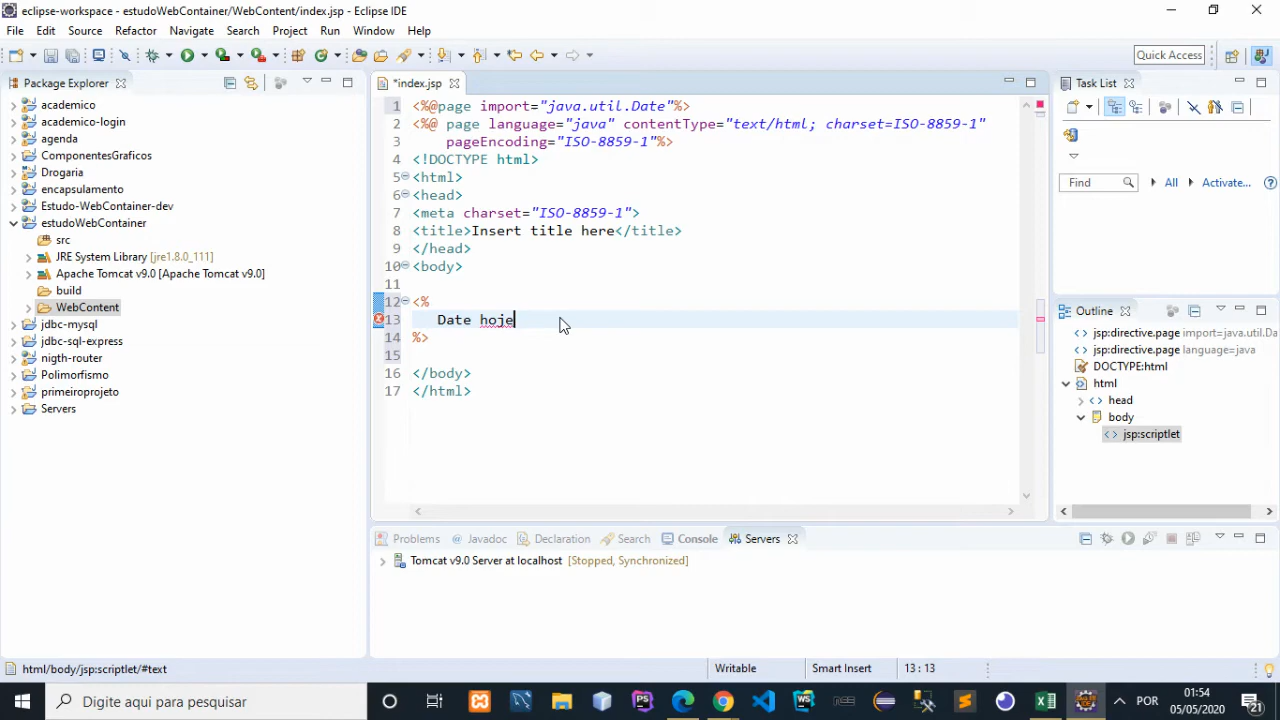 eclipse-workspace - estudoWebContainer/WebContent/index.jsp - Eclipse IDE
File Edit Source Refactor Navigate Search Project Run Window Help
Quick Access
Package Explorer
academico
academico-login
agenda
ComponentesGraficos
Drogaria
encapsulamento
Estudo-WebContainer-dev
estudoWebContainer
src
JRE System Library [jre1.8.0_111]
Apache Tomcat v9.0 [Apache Tomcat v9.0]
build
WebContent
jdbc-mysql
jdbc-sql-express
nigth-router
Polimorfismo
primeiroprojeto
Servers
*index.jsp
1 <%@page import="java.util.Date"%>
2 <%@ page language="java" contentType="text/html; charset=ISO-8859-1"
3 pageEncoding="ISO-8859-1"%>
4 <!DOCTYPE html>
5 <html>
6 <head>
7 <meta charset="ISO-8859-1">
8 <title>Insert title here</title>
9 </head>
10 <body>
11
12 <%
13 Date hoje
14 %>
15
16 </body>
17 </html>
Task List
Find All Activate...
Outline
jsp:directive.page import=java.util.Da
jsp:directive.page language=java
DOCTYPE:html
html
head
body
jsp:scriptlet
Problems @ Javadoc Declaration Search Console Servers
Tomcat v9.0 Server at localhost [Stopped, Synchronized]
html/body/jsp:scriptlet/#text Writable Smart Insert 13 : 13
Digite aqui para pesquisar
PS
WS
NCE
POR
01:54
05/05/2020
21